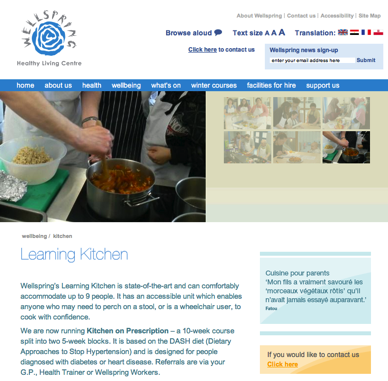 WELLSPRING
Healthy Living Centre
About Wellspring | Contact us | Accessibility | Site Map
Browse aloud Text size A A A Translation:
Click here to contact us
Wellspring news sign-up
enter your email address here Submit
home about us health wellbeing what's on winter courses facilities for hire support us
wellbeing / kitchen
Learning Kitchen
Wellspring's Learning Kitchen is state-of-the-art and can comfortably
accommodate up to 9 people. It has an accessible unit which enables
anyone who may need to perch on a stool, or is a wheelchair user, to
cook with confidence.
We are now running Kitchen on Prescription – a 10-week course
split into two 5-week blocks. It is based on the DASH diet (Dietary
Approaches to Stop Hypertension) and is designed for people
diagnosed with diabetes or heart disease. Referrals are via your
G.P., Health Trainer or Wellspring Workers.
Cuisine pour parents
'Mon fils a vraiment savouré les
'morceaux végétaux rôtis' qu'il
n'avait jamais essayé auparavant.'
If you would like to contact us
Click here